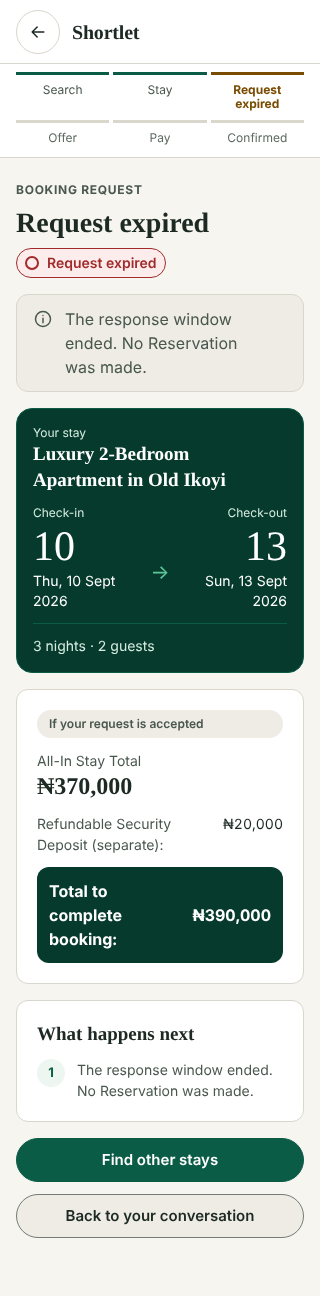 Shortlet
Search
Stay
Request
expired
Offer
Pay
Confirmed
BOOKING REQUEST
Request expired
Request expired
The response window
ended. No Reservation
was made.
Your stay
Luxury 2-Bedroom
Apartment in Old Ikoyi
Check-in
Check-out
10
13
Thu, 10 Sept
2026
→
Sun, 13 Sept
2026
3 nights · 2 guests
If your request is accepted
All-In Stay Total
₦370,000
Refundable Security
Deposit (separate):
₦20,000
Total to
complete
booking:
₦390,000
What happens next
1
The response window ended.
No Reservation was made.
Find other stays
Back to your conversation